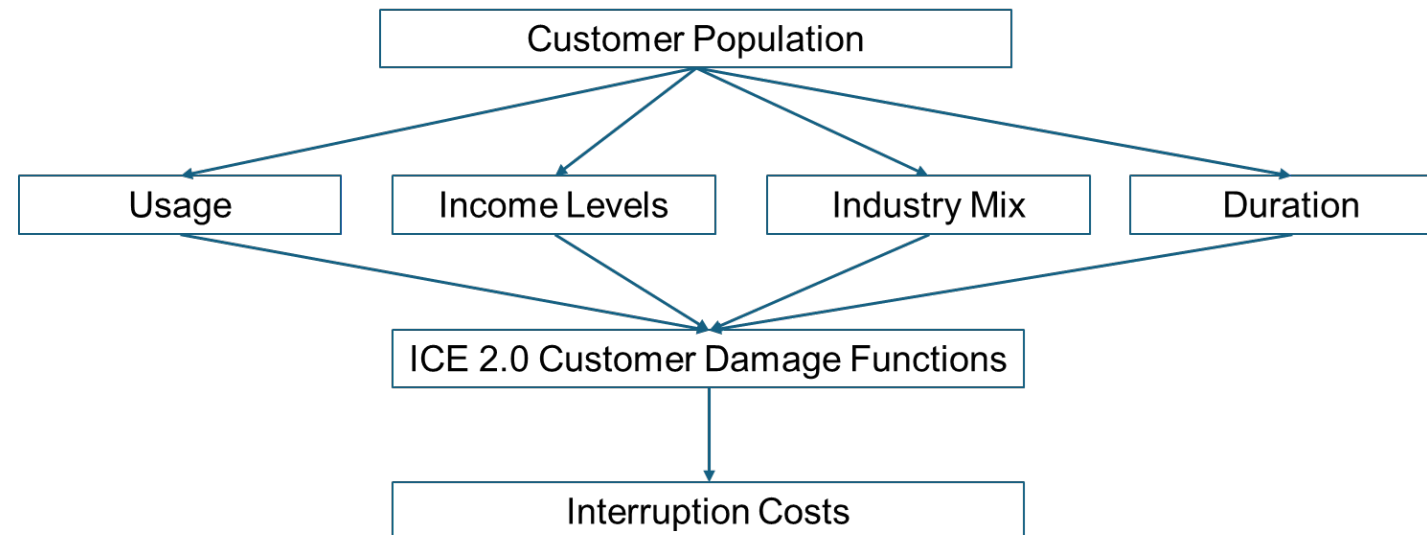 Customer Population
Usage
Income Levels
Industry Mix
Duration
ICE 2.0 Customer Damage Functions
Interruption Costs